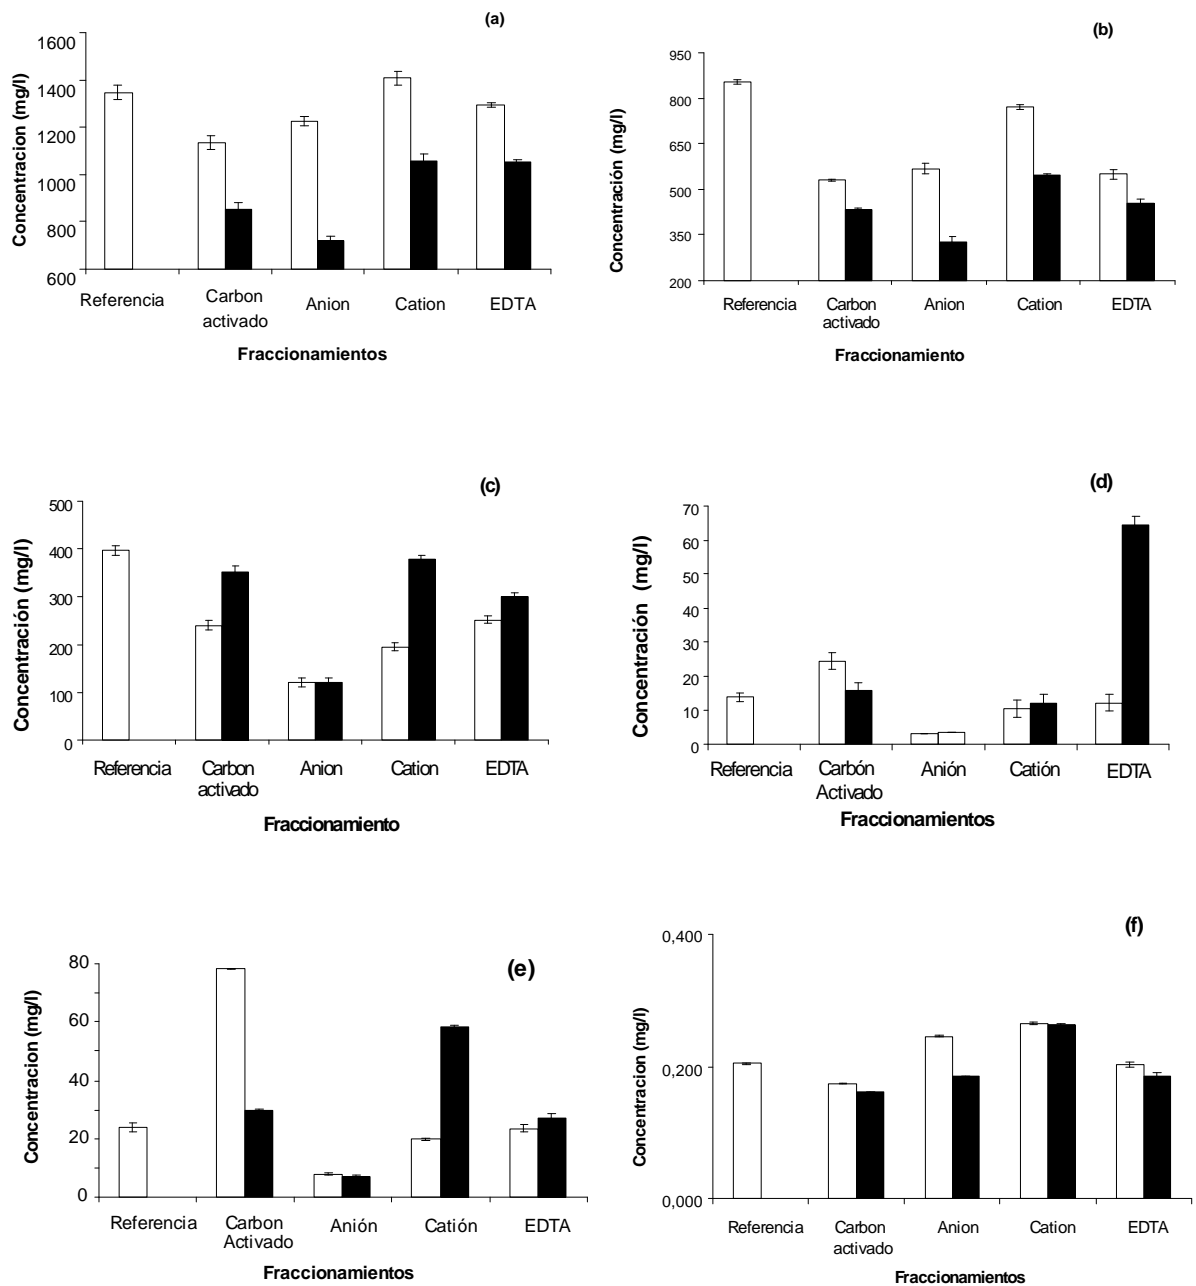 (a)
Concentracion (mg/l)
1600
1400
1200
1000
800
600
Referencia
Carbon
activado
Anion
Cation
EDTA
Fraccionamientos
(b)
Concentración (mg/l)
950
800
650
500
350
200
Referencia
Carbon
activado
Anion
Cation
EDTA
Fraccionamiento
(c)
Concentración (mg/l)
500
400
300
200
100
0
Referencia
Carbon
activado
Anion
Cation
EDTA
Fraccionamiento
(d)
Concentración (mg/l)
70
60
50
40
30
20
10
0
Referencia
Carbón
Activado
Anión
Catión
EDTA
Fraccionamientos
(e)
Concentracion (mg/l)
80
60
40
20
0
Referencia
Carbon
Activado
Anión
Catión
EDTA
Fraccionamientos
(f)
Concentració (mg/l)
0,400
0,200
0,000
Referencia
Carbon
activado
Anion
Cation
EDTA
Fraccionamientos